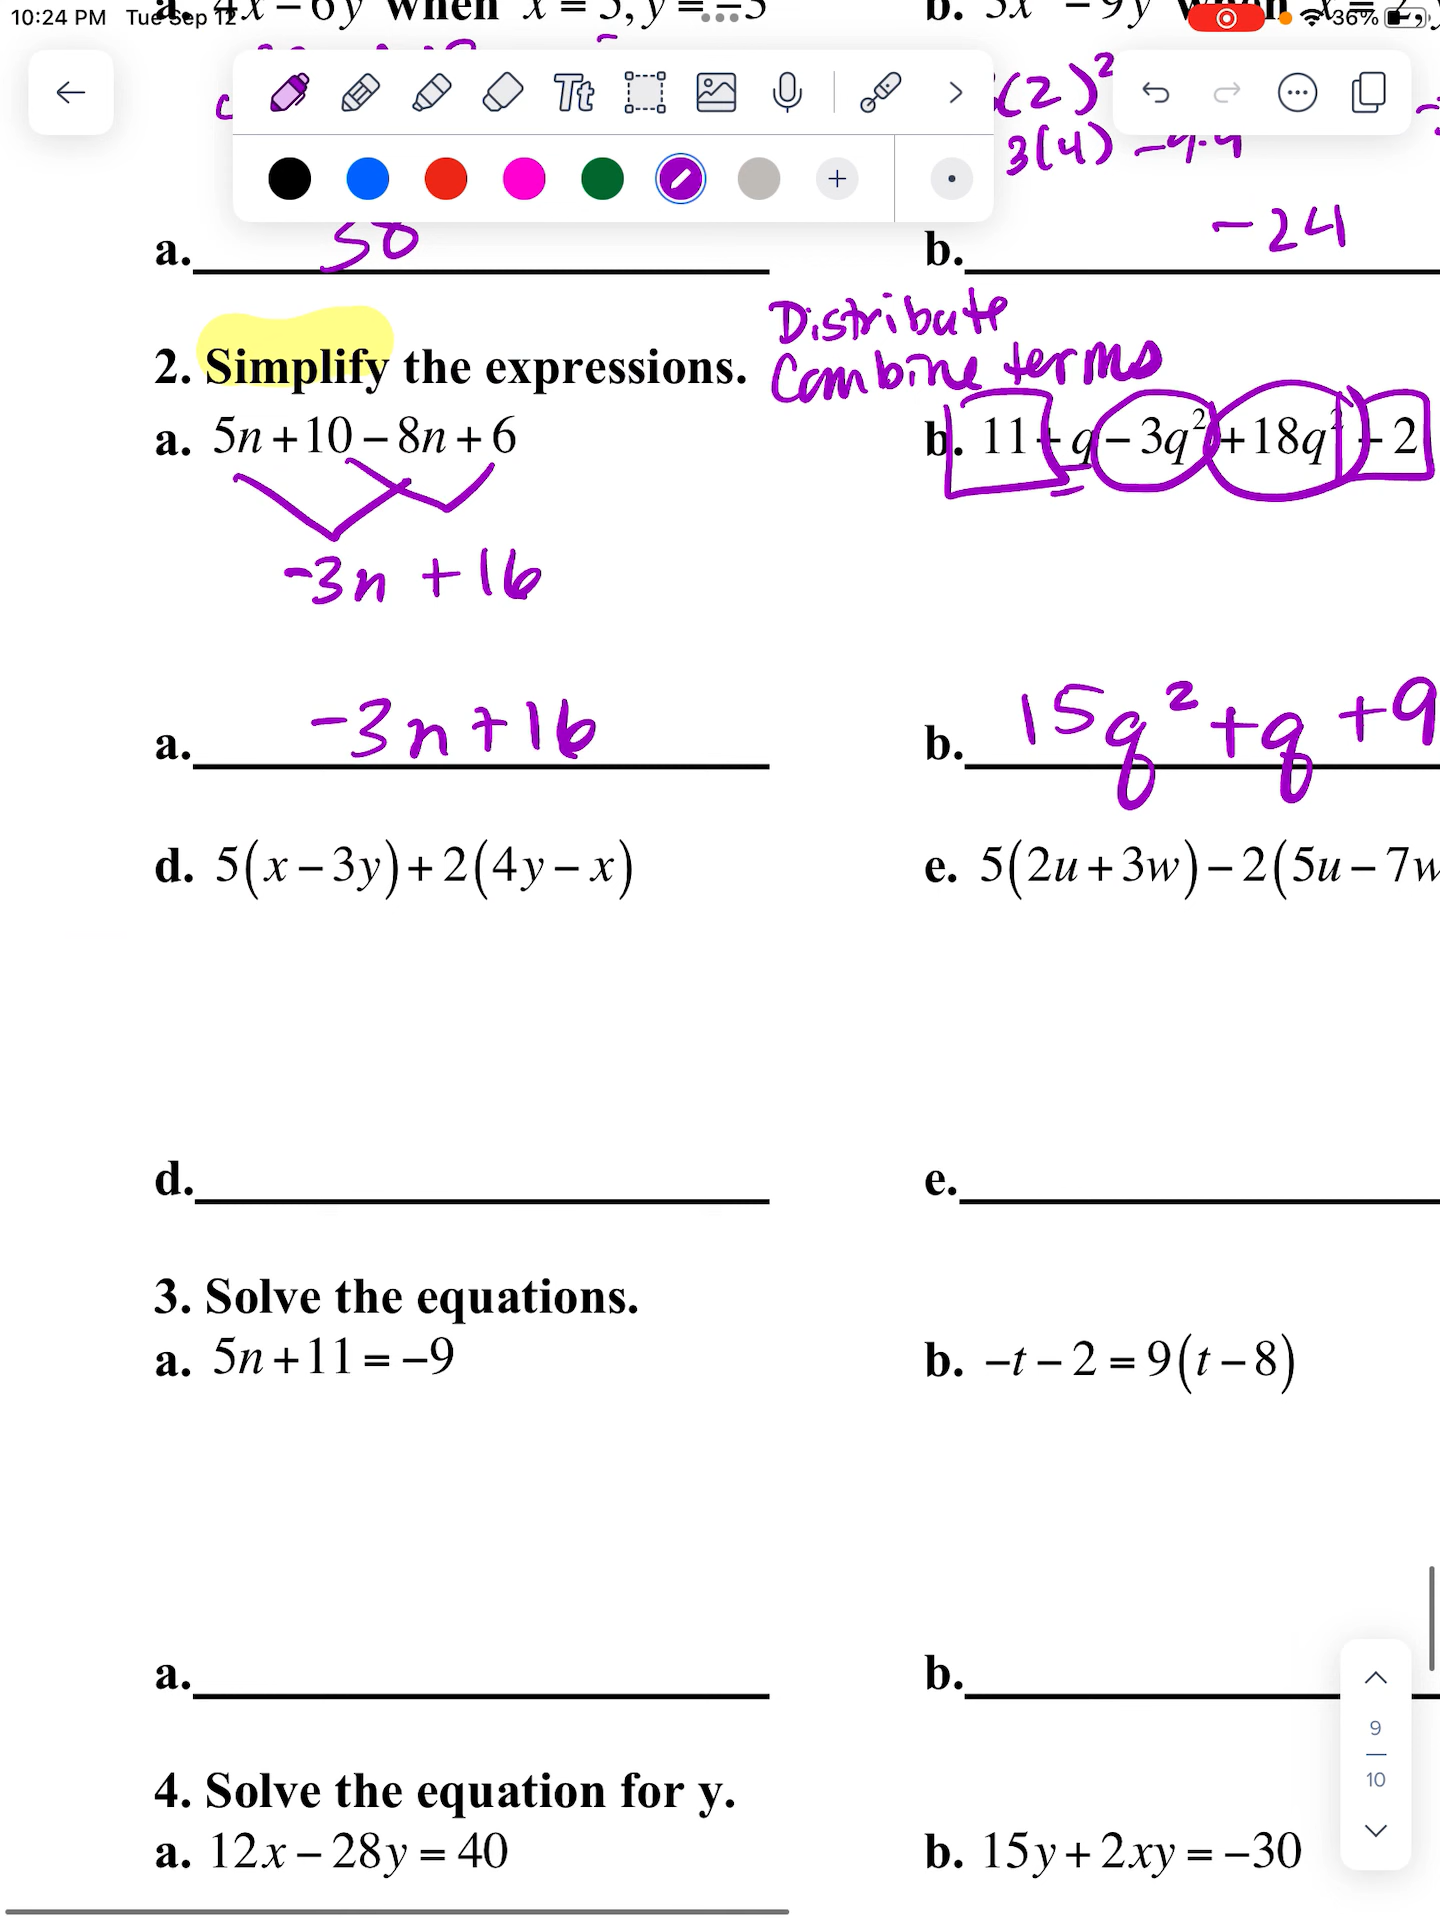 a. 4x − 6y when x = 5, y = −3
b. 3x − 9y when x = 2, y
10:24 PM Tue Sep 12
36%
Tt
(2)²
3(4) −9·4
a. 38
b. −24
Distribute
2. Simplify the expressions. Combine terms
a. 5n + 10 − 8n + 6
b. 11 + q − 3q² + 18q² − 2
−3n + 16
a. −3n + 16
b. 15q² + q + 9
d. 5(x − 3y) + 2(4y − x)
e. 5(2u + 3w) − 2(5u − 7w
d.
e.
3. Solve the equations.
a. 5n + 11 = −9
b. −t − 2 = 9(t − 8)
a.
b.
9
10
4. Solve the equation for y.
a. 12x − 28y = 40
b. 15y + 2xy = −30